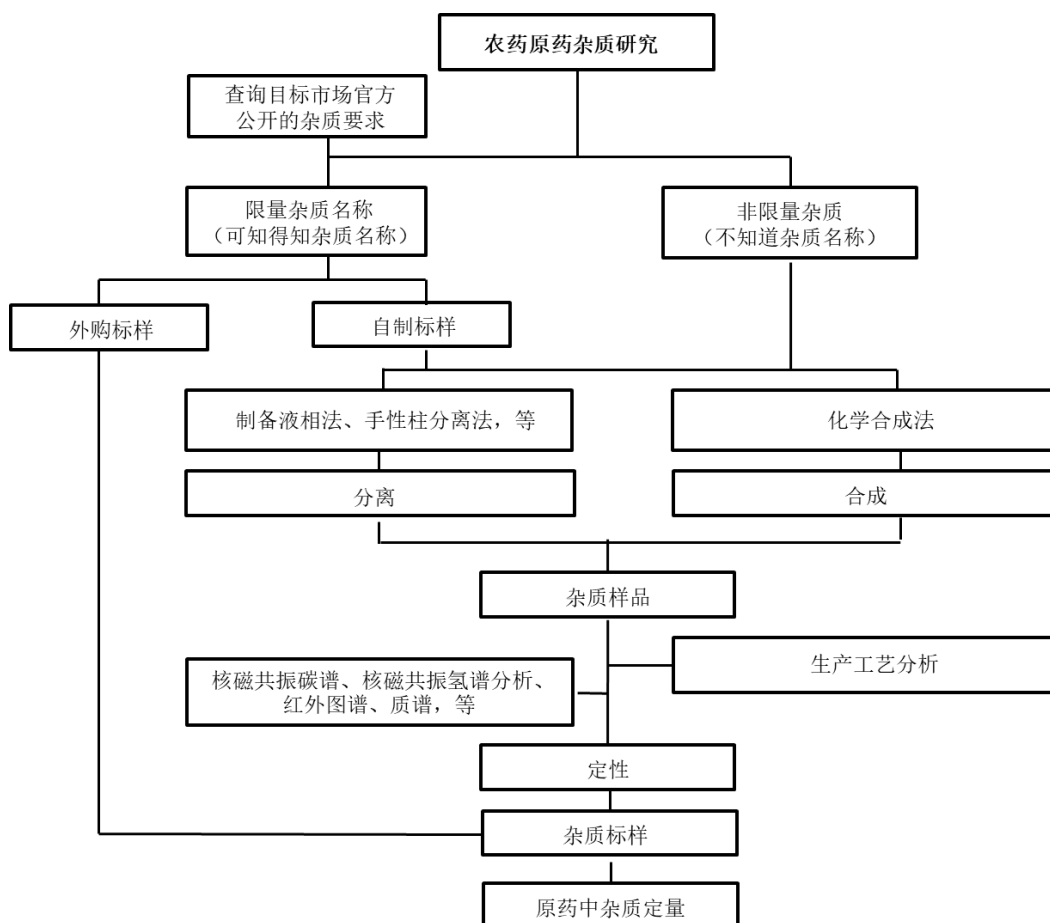 农药原药杂质研究
查询目标市场官方
公开的杂质要求
限量杂质名称
（可知得知杂质名称）
非限量杂质
（不知道杂质名称）
外购标样
自制标样
制备液相法、手性柱分离法，等
化学合成法
分离
合成
杂质样品
生产工艺分析
核磁共振碳谱、核磁共振氢谱分析、
红外图谱、质谱，等
定性
杂质标样
原药中杂质定量